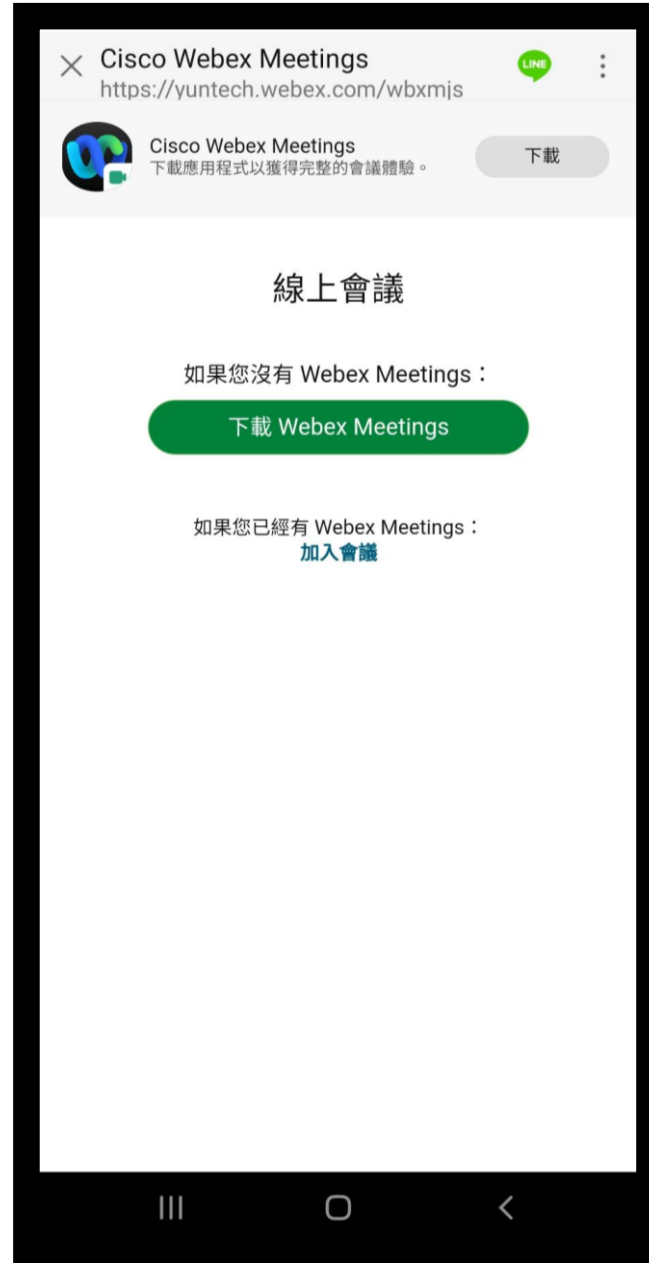 Cisco Webex Meetings
LINE
https://yuntech.webex.com/wbxmjs
Cisco Webex Meetings
下載應用程式以獲得完整的會議體驗。
下載
線上會議
如果您沒有 Webex Meetings：
下載 Webex Meetings
如果您已經有 Webex Meetings：
加入會議